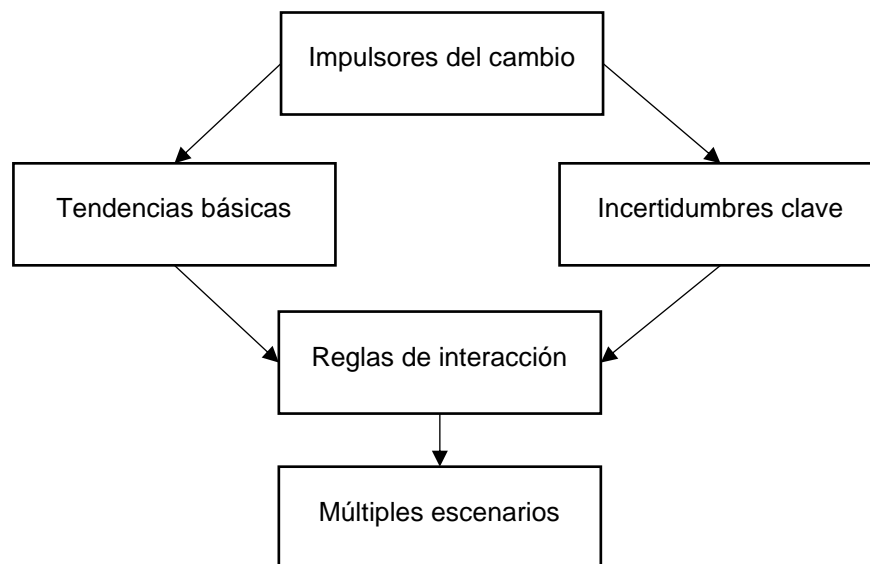 Impulsores del cambio
Tendencias básicas
Incertidumbres clave
Reglas de interacción
Múltiples escenarios